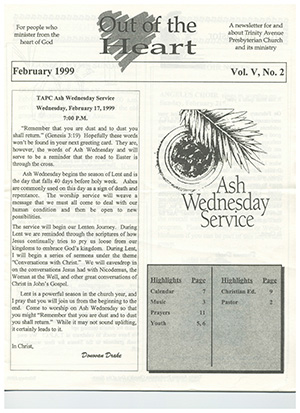 For people who
minister from the
heart of God
Out of the
Heart
A newsletter for and
about Trinity Avenue
Presbyterian Church
and its ministry
February 1999
Vol. V, No. 2
TAPC Ash Wednesday Service
Wednesday, February 17, 1999
7:00 P.M.
"Remember that you are dust and to dust you
shall return." (Genesis 3:19) Hopefully these words
won't be found in your next greeting card. They are,
however, the words of Ash Wednesday and will
serve to be a reminder that the road to Easter is
through the cross.
Ash Wednesday begins the season of Lent and is
the day that falls 40 days before holy week. Ashes
are commonly used on this day as a sign of death and
repentance. The worship service will weave a
message that we must all come to deal with our
human condition and then be open to new
possibilities.
The service will begin our Lenten Journey. During
Lent we are reminded through the scriptures of how
Jesus continually tries to pry us loose from our
kingdoms to embrace God's kingdom. During Lent,
I will begin a series of sermons under the theme
"Conversations with Christ." We will eavesdrop in
on the conversations Jesus had with Nicodemus, the
Woman at the Well, and other great conversations of
Christ in John's Gospel.
Lent is a powerful season in the church year, and
I pray that you will join us from the beginning to the
end. Come to worship on Ash Wednesday so that
you might "Remember that you are dust and to dust
you shall return." While it may not sound uplifting,
it certainly leads to it.
In Christ,
Donovan Drake
Ash
Wednesday
Service
Highlights Page
Calendar 7
Music 3
Prayers 11
Youth 5, 6
Highlights Page
Christian Ed. 9
Pastor 2